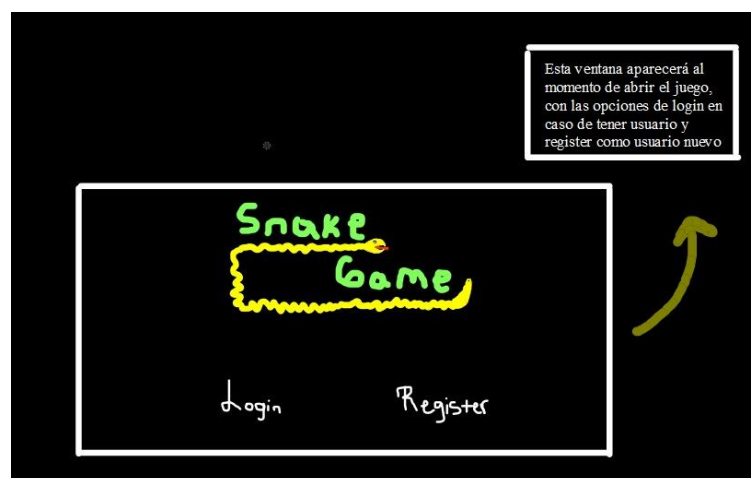 Esta ventana aparecerá al
momento de abrir el juego,
con las opciones de login en
caso de tener usuario y
register como usuario nuevo
Snake
Game
Login Register